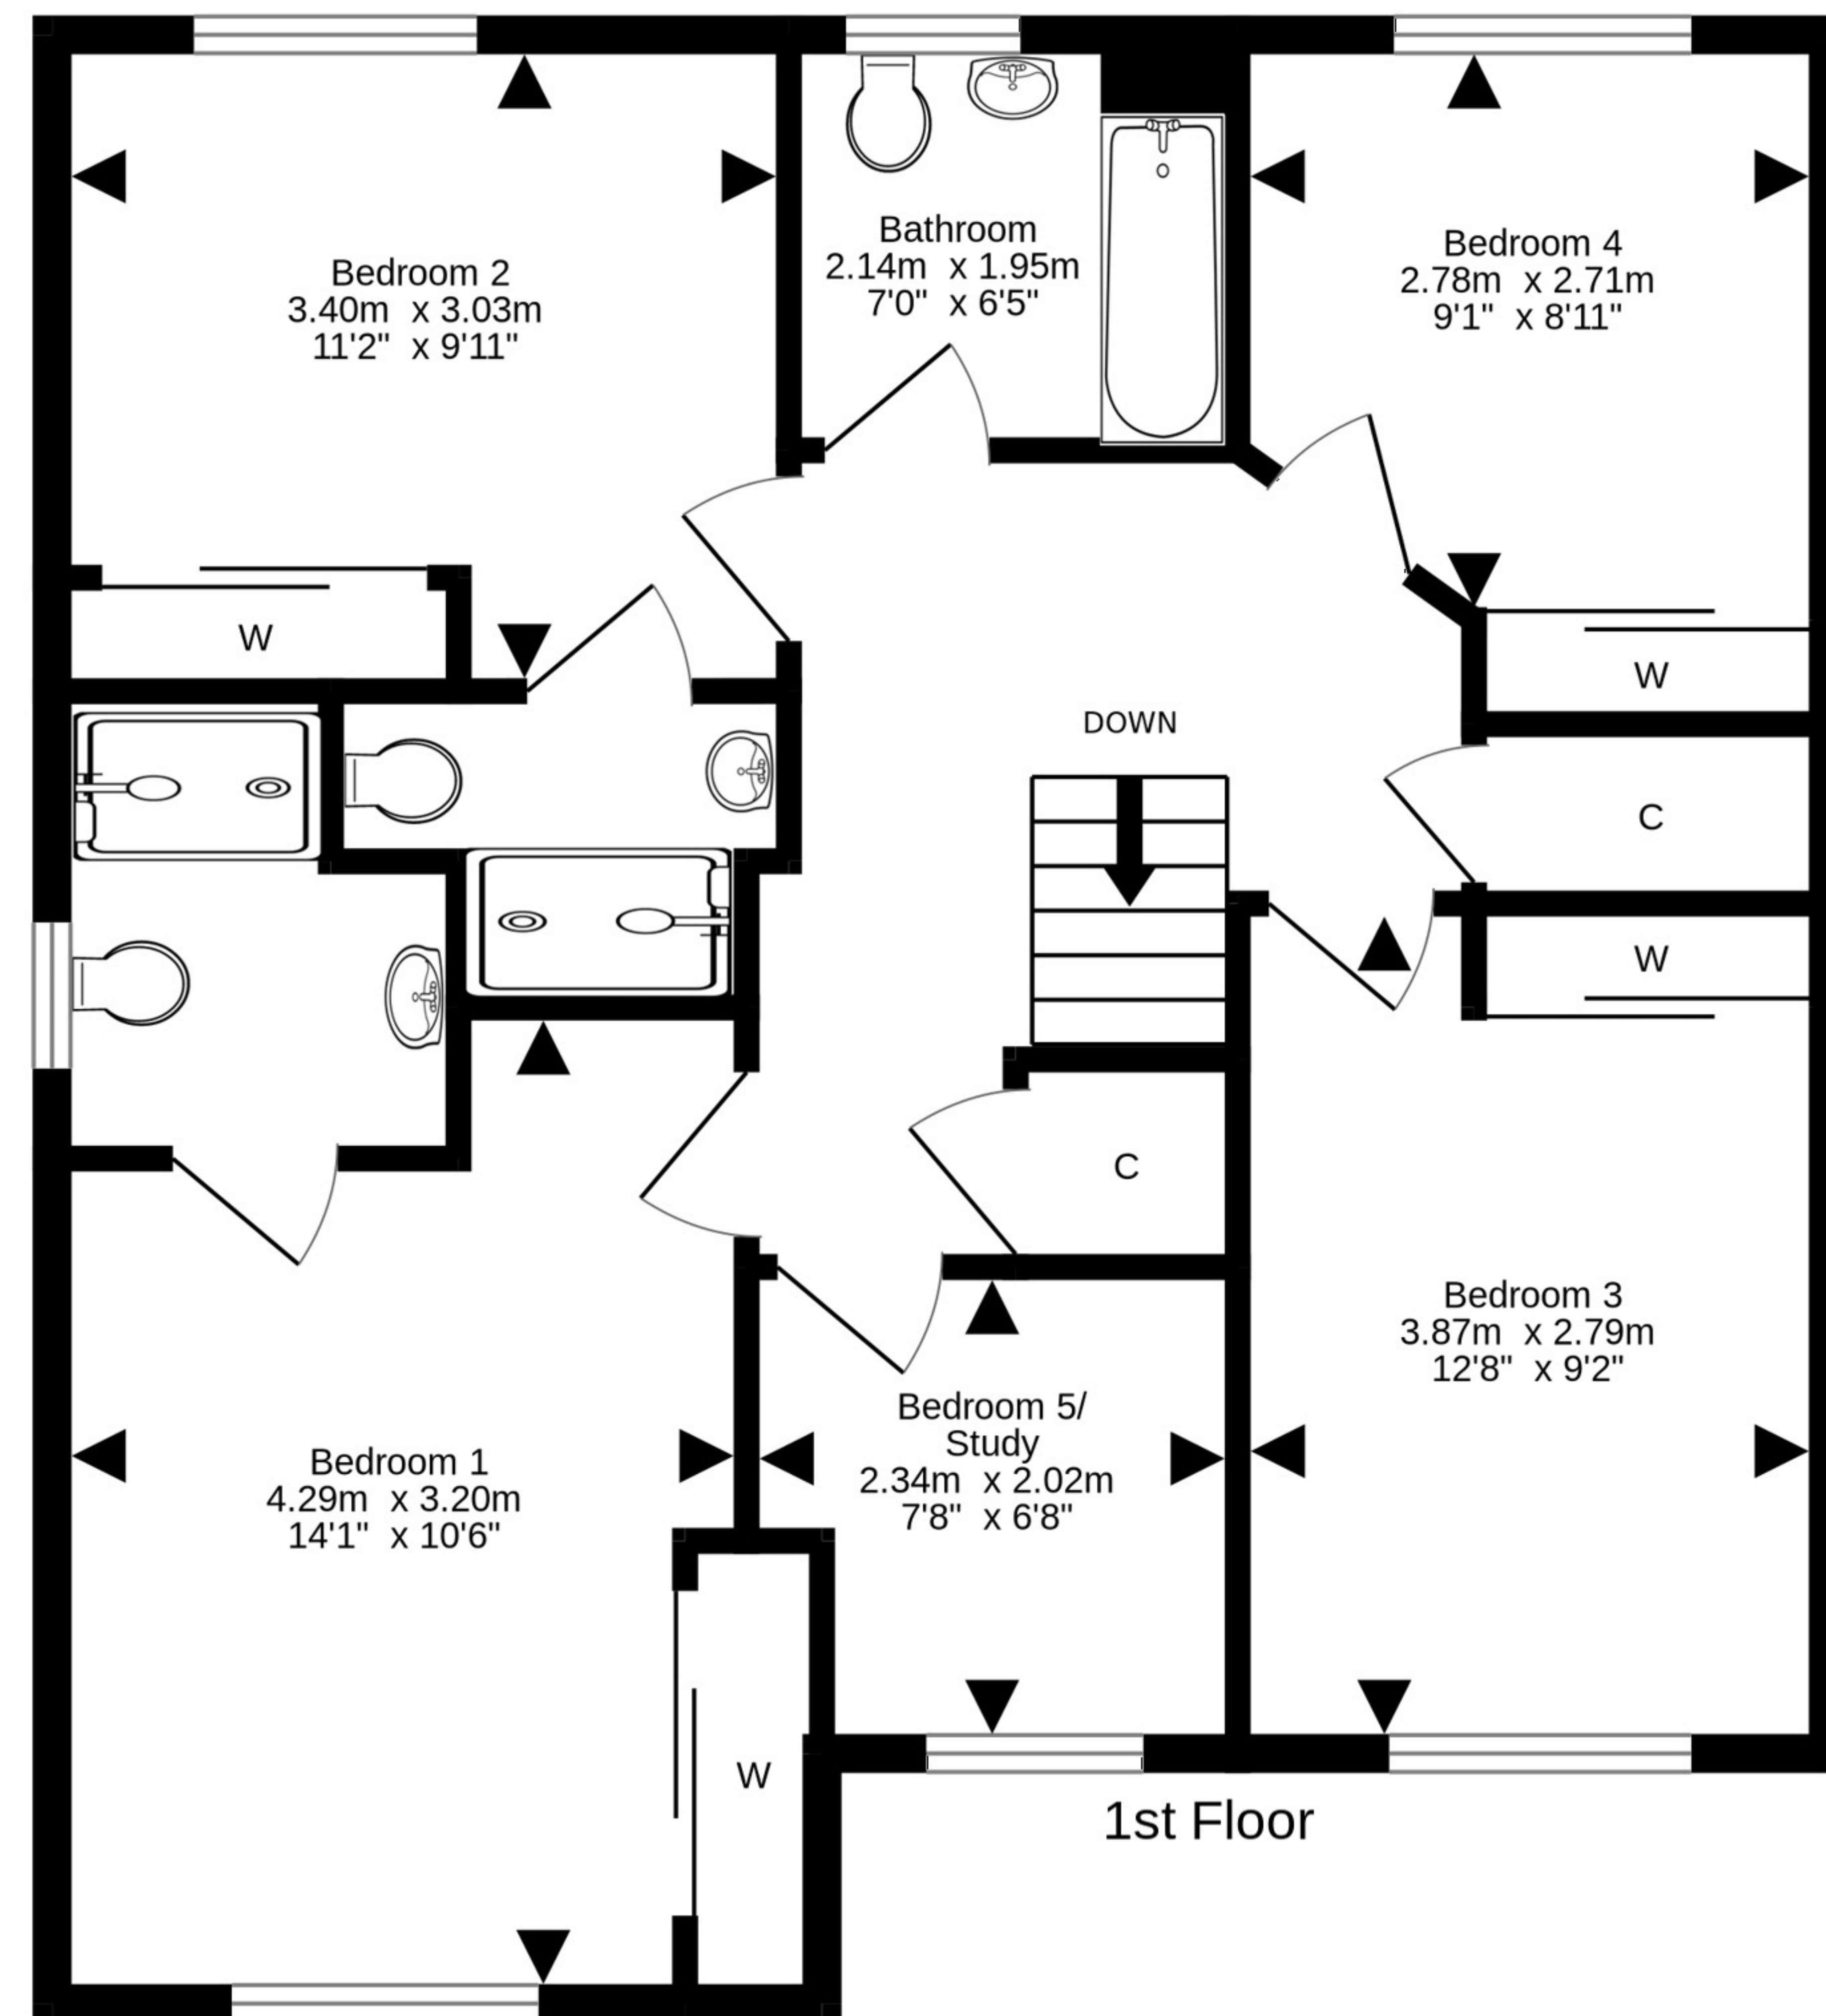 Bedroom 2
3.40m x 3.03m
11'2" x 9'11"
Bathroom
2.14m x 1.95m
7'0" x 6'5"
Bedroom 4
2.78m x 2.71m
9'1" x 8'11"
W
W
DOWN
C
W
C
Bedroom 3
3.87m x 2.79m
12'8" x 9'2"
Bedroom 5/
Study
2.34m x 2.02m
7'8" x 6'8"
Bedroom 1
4.29m x 3.20m
14'1" x 10'6"
W
1st Floor